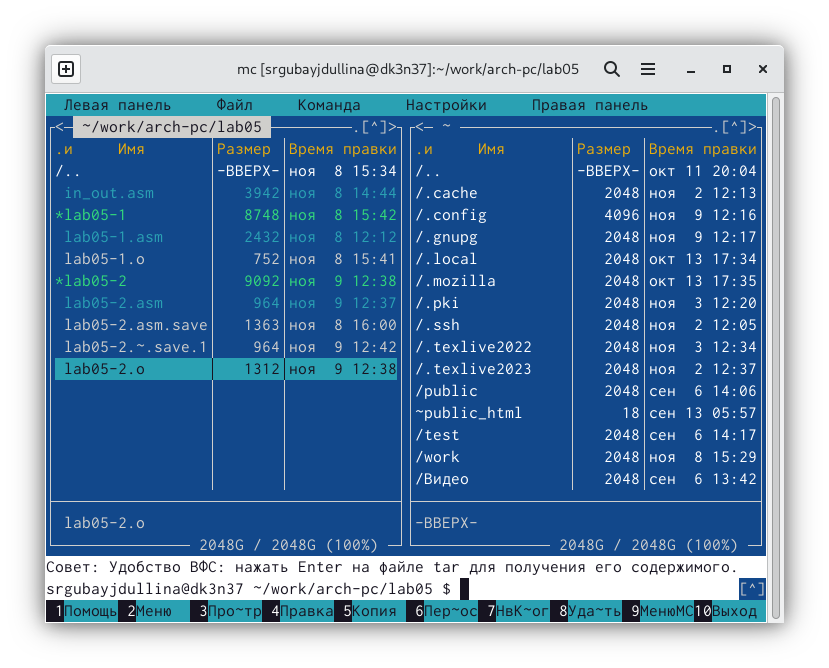 mc [srgubayjdullina@dk3n37]:~/work/arch-pc/lab05
Левая панель Файл Команда Настройки Правая панель
<─ ~/work/arch-pc/lab05 ─.[^]>
.и Имя Размер Время правки
/.. -ВВЕРХ- ноя 8 15:34
in_out.asm 3942 ноя 8 14:44
*lab05-1 8748 ноя 8 15:42
lab05-1.asm 2432 ноя 8 12:12
lab05-1.o 752 ноя 8 15:41
*lab05-2 9092 ноя 9 12:38
lab05-2.asm 964 ноя 9 12:37
lab05-2.asm.save 1363 ноя 8 16:00
lab05-2.~.save.1 964 ноя 9 12:42
lab05-2.o 1312 ноя 9 12:38
lab05-2.o
2048G / 2048G (100%)
<─ ~ ─.[^]>
.и Имя Размер Время правки
/.. -ВВЕРХ- окт 11 20:04
/.cache 2048 ноя 2 12:13
/.config 4096 ноя 9 12:16
/.gnupg 2048 ноя 9 12:17
/.local 2048 окт 13 17:34
/.mozilla 2048 окт 13 17:35
/.pki 2048 ноя 3 12:20
/.ssh 2048 ноя 2 12:05
/.texlive2022 2048 ноя 3 12:34
/.texlive2023 2048 ноя 2 12:37
/public 2048 сен 6 14:06
~public_html 18 сен 13 05:57
/test 2048 сен 6 14:17
/work 2048 ноя 8 15:29
/Видео 2048 сен 6 13:42
-ВВЕРХ-
2048G / 2048G (100%)
Совет: Удобство ВФС: нажать Enter на файле tar для получения его содержимого.
srgubayjdullina@dk3n37 ~/work/arch-pc/lab05 $ [^]
1Помощь 2Меню 3Про~тр 4Правка 5Копия 6Пер~ос 7НвК~ог 8Уда~ть 9МенюMC 10Выход